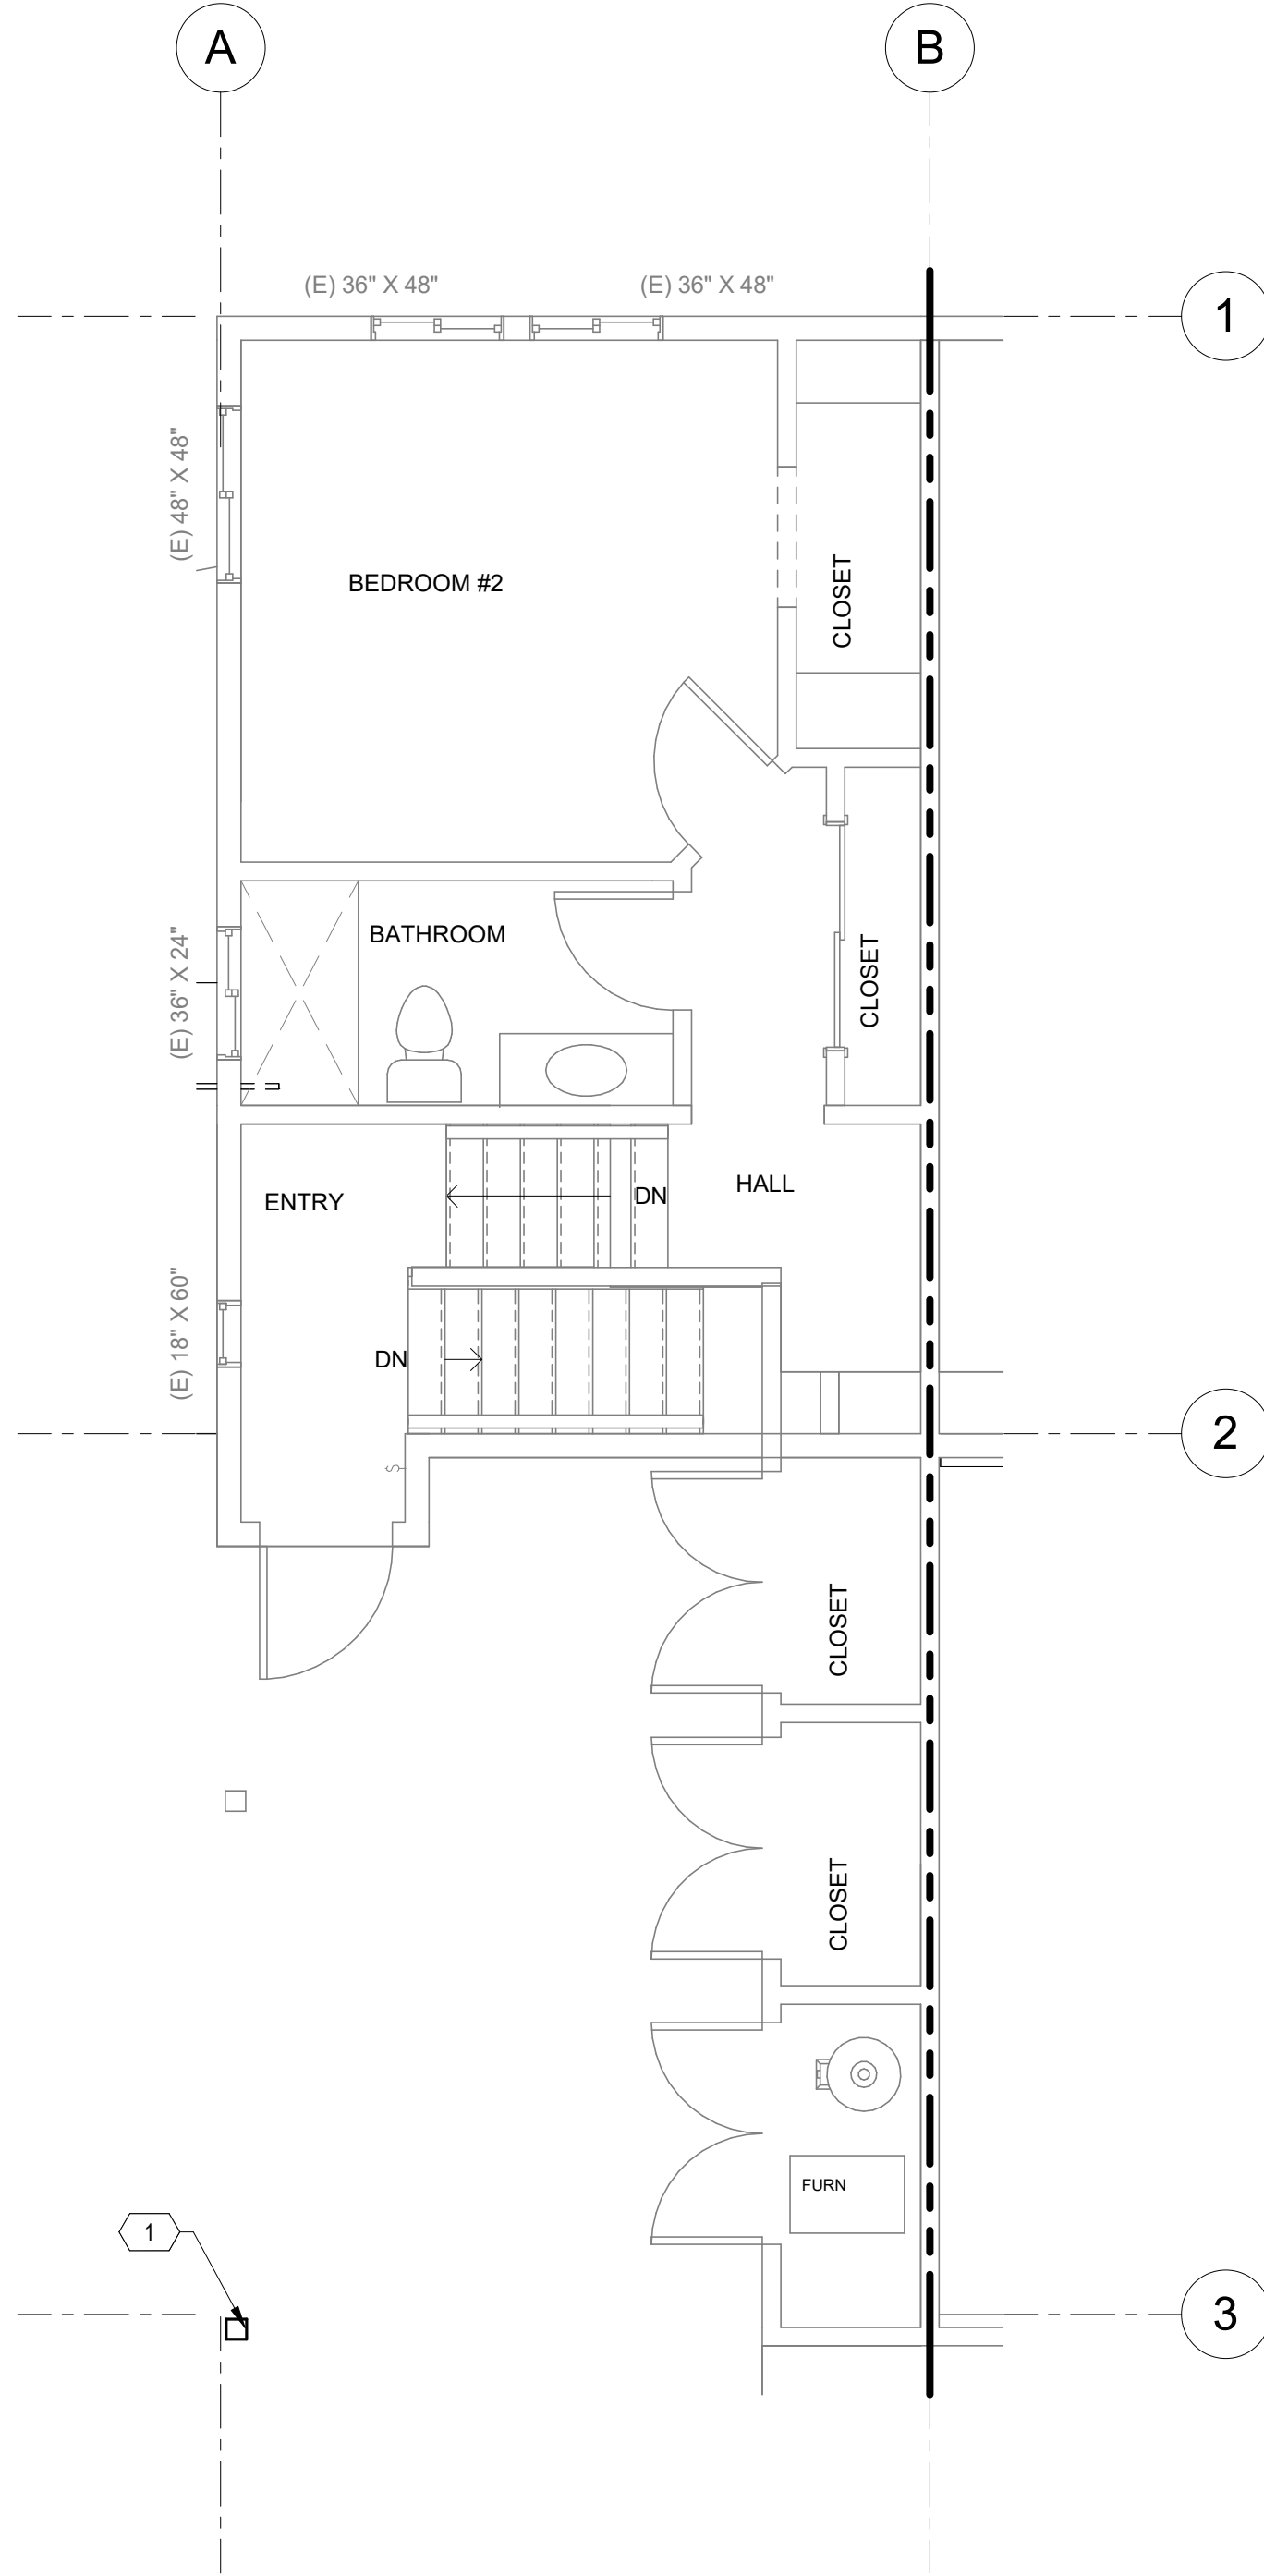 A
B
(E) 36" X 48"
(E) 36" X 48"
1
(E) 48" X 48"
BEDROOM #2
CLOSET
BATHROOM
(E) 36" X 24"
CLOSET
ENTRY
DN
HALL
(E) 18" X 60"
DN
2
S
CLOSET
CLOSET
FURN
1
3